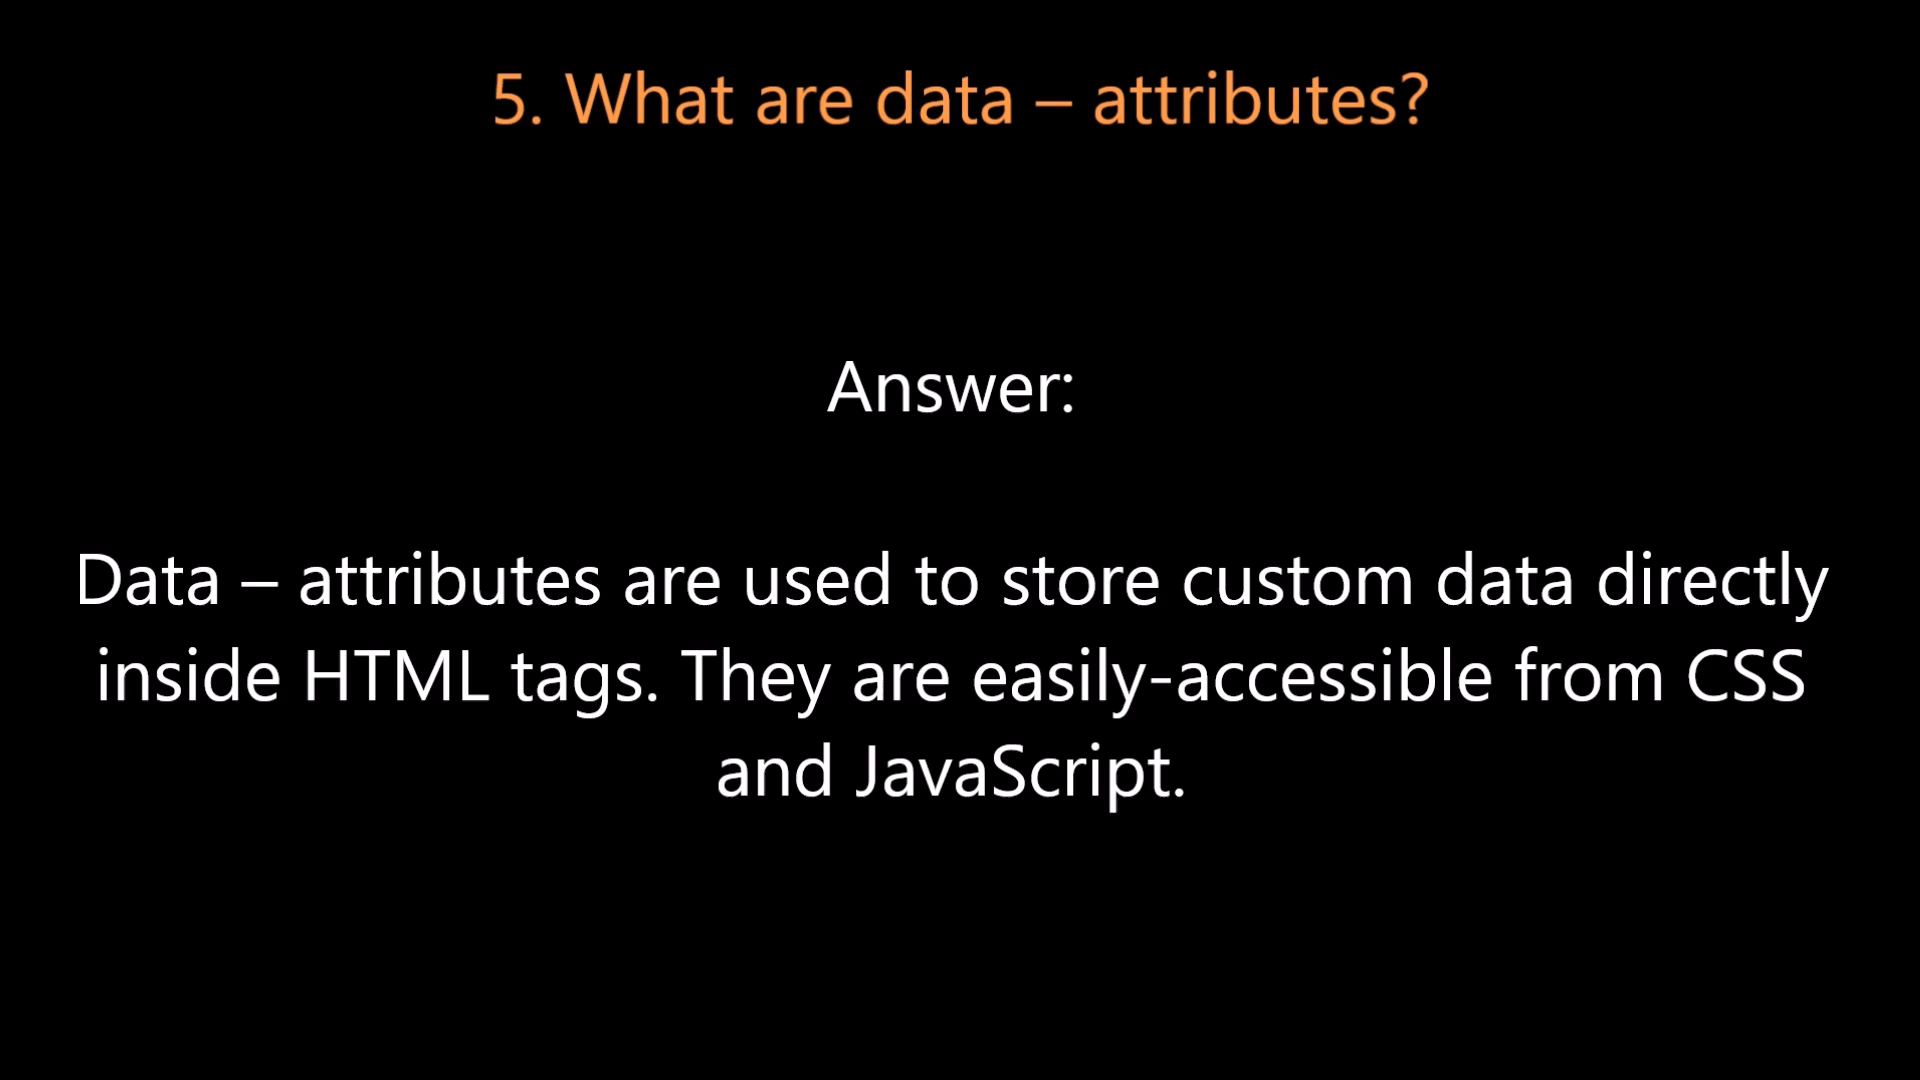 5. What are data – attributes?
Answer:
Data – attributes are used to store custom data directly
inside HTML tags. They are easily-accessible from CSS
and JavaScript.